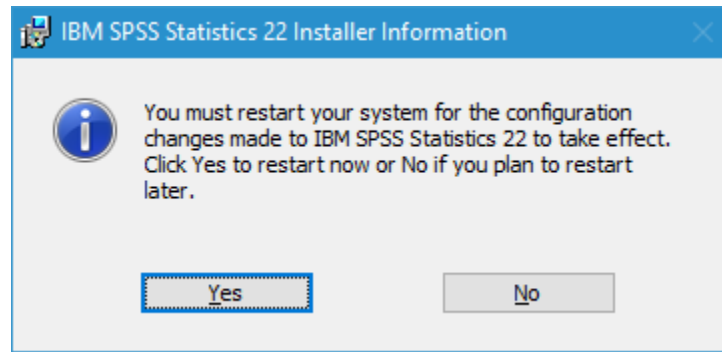 IBM SPSS Statistics 22 Installer Information
You must restart your system for the configuration
changes made to IBM SPSS Statistics 22 to take effect.
Click Yes to restart now or No if you plan to restart
later.
Yes
No